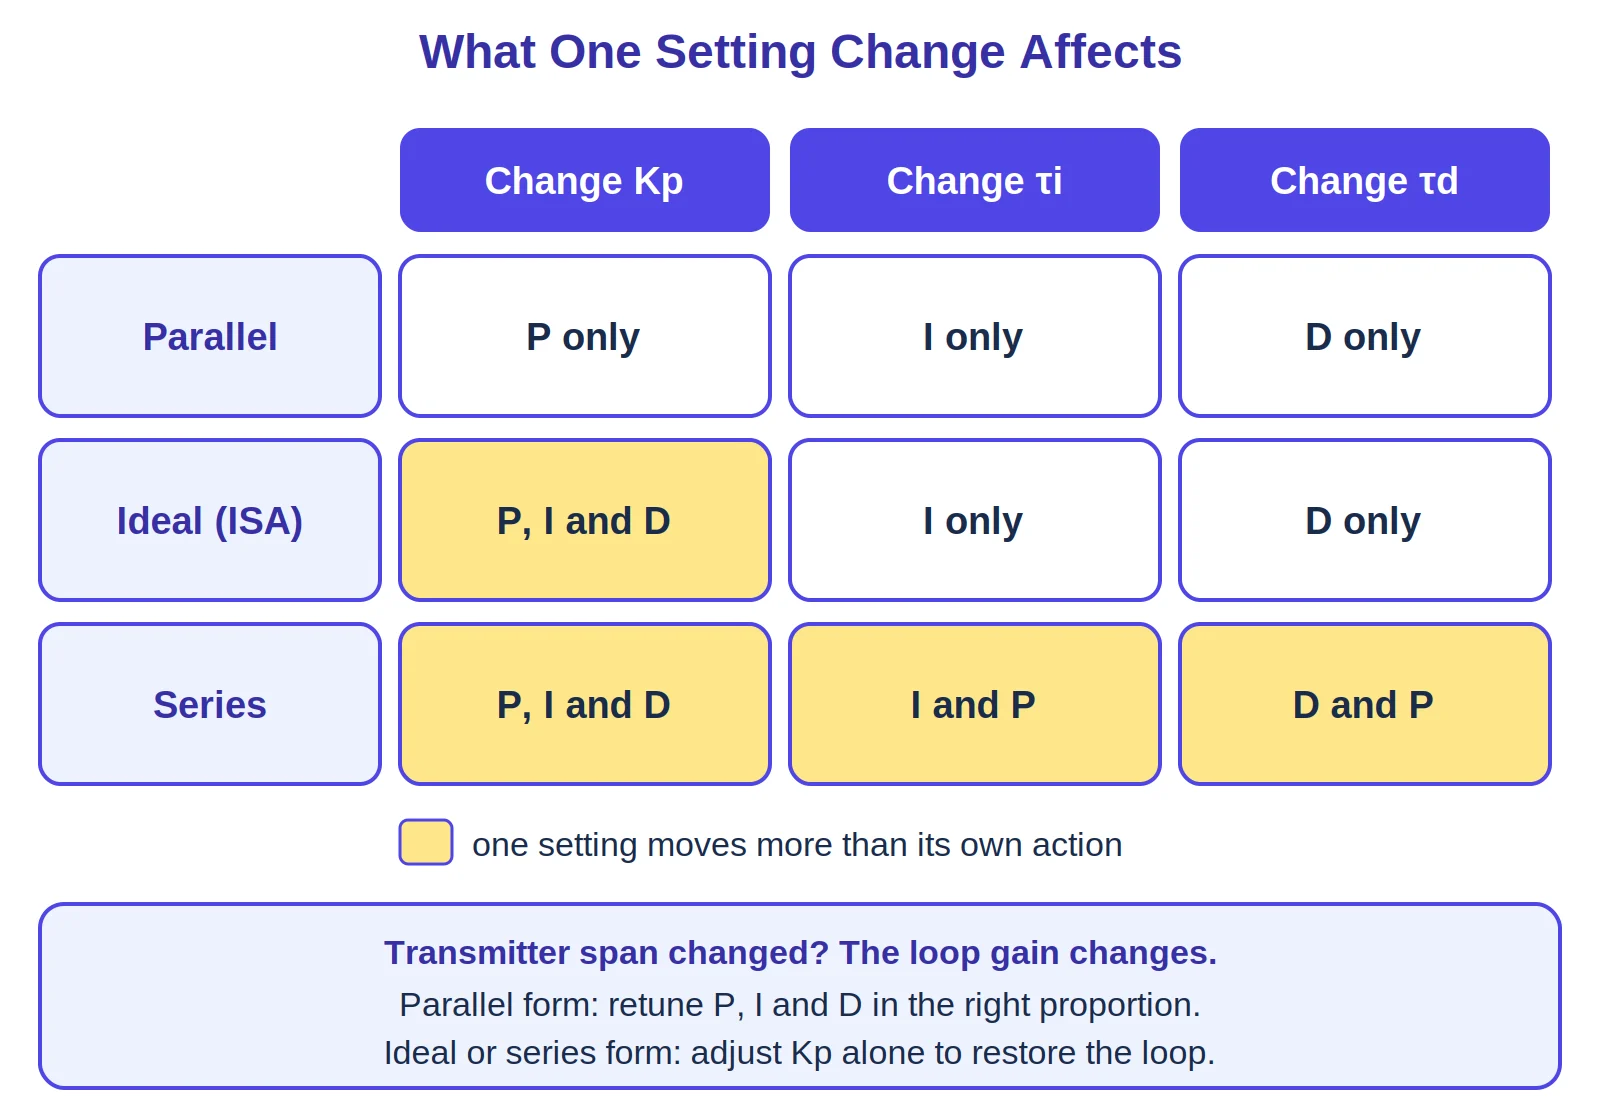 What One Setting Change Affects
Change Kp
Change τi
Change τd
Parallel
P only
I only
D only
Ideal (ISA)
P, I and D
I only
D only
Series
P, I and D
I and P
D and P
one setting moves more than its own action
Transmitter span changed? The loop gain changes.
Parallel form: retune P, I and D in the right proportion.
Ideal or series form: adjust Kp alone to restore the loop.